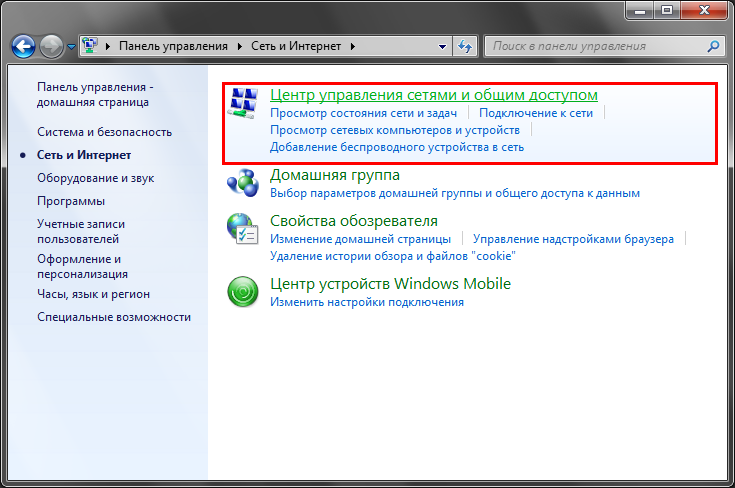 Панель управления
Сеть и Интернет
Поиск в панели управления
Панель управления -
домашняя страница
Система и безопасность
Сеть и Интернет
Оборудование и звук
Программы
Учетные записи
пользователей
Оформление и
персонализация
Часы, язык и регион
Специальные возможности
Центр управления сетями и общим доступом
Просмотр состояния сети и задач
Подключение к сети
Просмотр сетевых компьютеров и устройств
Добавление беспроводного устройства в сеть
Домашняя группа
Выбор параметров домашней группы и общего доступа к данным
Свойства обозревателя
Изменение домашней страницы
Управление надстройками браузера
Удаление истории обзора и файлов "cookie"
Центр устройств Windows Mobile
Изменить настройки подключения